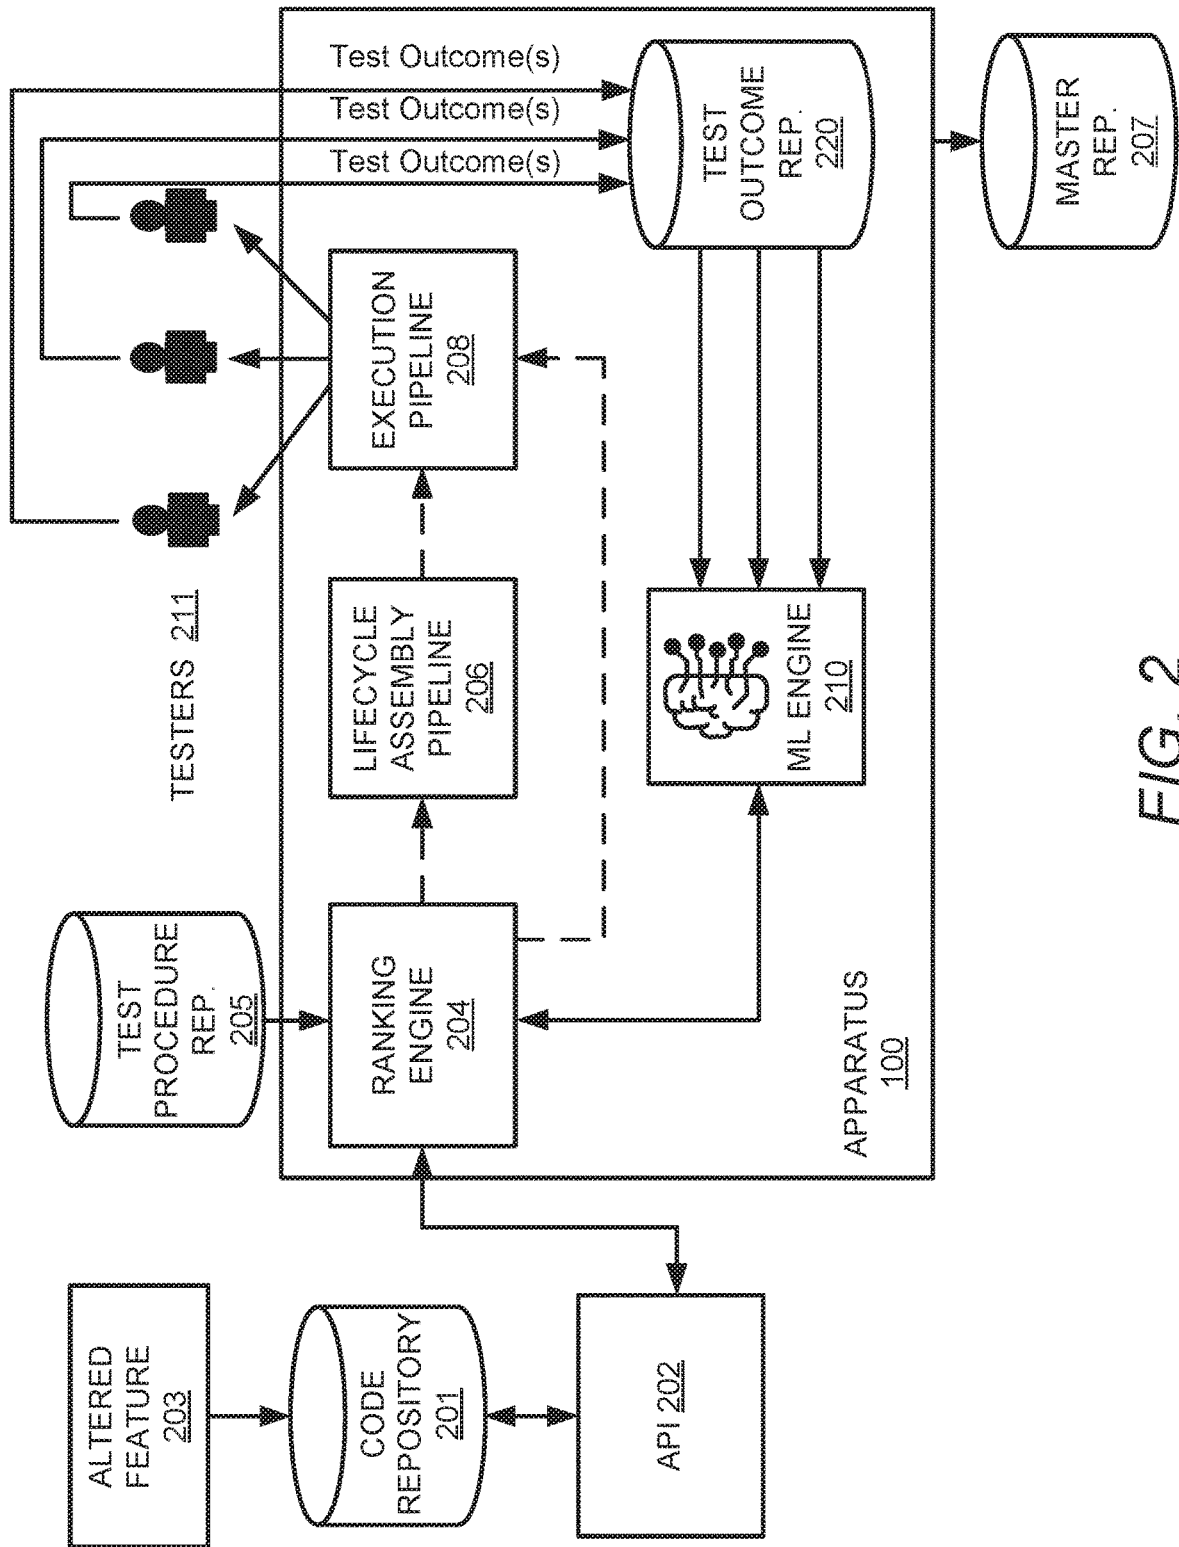 ALTERED
FEATURE
203
CODE
REPOSITORY
201
API 202
TEST
PROCEDURE
REP.
205
RANKING
ENGINE
204
APPARATUS
100
TESTERS 211
LIFECYCLE
ASSEMBLY
PIPELINE
206
ML ENGINE
210
EXECUTION
PIPELINE
208
Test Outcome(s)
Test Outcome(s)
Test Outcome(s)
TEST
OUTCOME
REP.
220
MASTER
REP.
207
FIG. 2